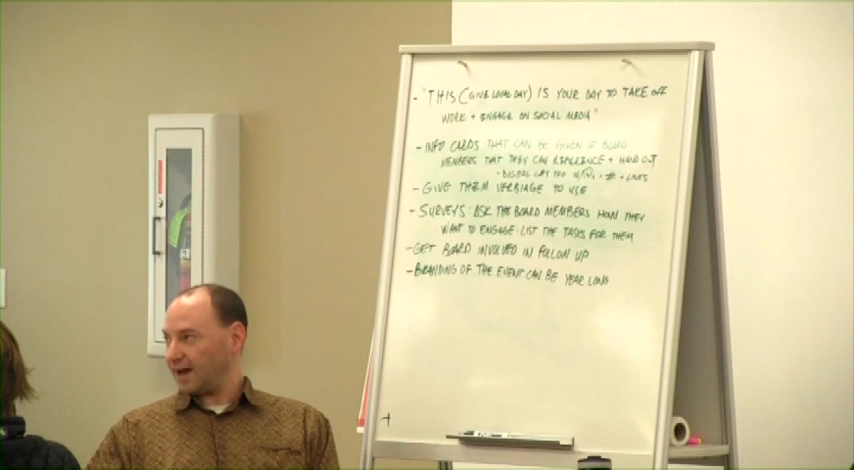 - "THIS (GIVE LOCAL DAY) IS YOUR DAY TO TAKE OFF
WORK + ENGAGE ON SOCIAL MEDIA"
- INFO CARDS THAT CAN BE GIVEN TO BOARD
MEMBERS THAT THEY CAN REFERENCE + HAND OUT
- DIGITAL COPY TOO W/ + # + LINKS
- GIVE THEM VERBIAGE TO USE
- SURVEYS: ASK THE BOARD MEMBERS HOW THEY
WANT TO ENGAGE: LIST THE TASKS FOR THEM
- GET BOARD INVOLVED IN FOLLOW UP
- BRANDING OF THE EVENT CAN BE YEAR LONG